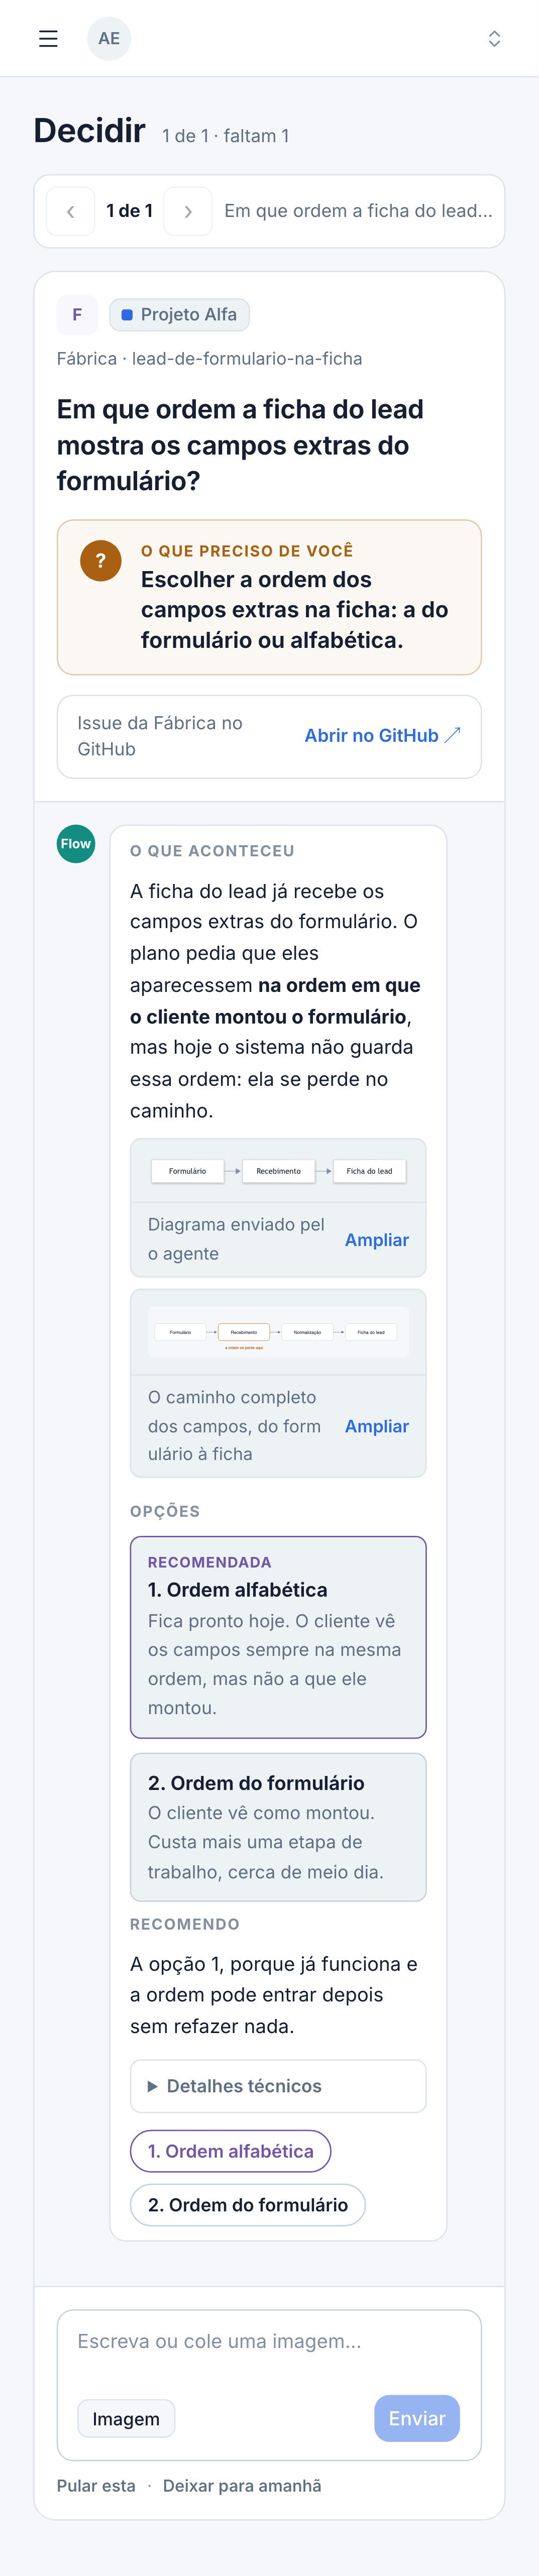 AE
Decidir 1 de 1 · faltam 1
1 de 1 Em que ordem a ficha do lead...
F Projeto Alfa
Fábrica · lead-de-formulario-na-ficha
Em que ordem a ficha do lead
mostra os campos extras do
formulário?
? O QUE PRECISO DE VOCÊ
Escolher a ordem dos
campos extras na ficha: a do
formulário ou alfabética.
Issue da Fábrica no
GitHub
Abrir no GitHub ↗
Flow
O QUE ACONTECEU
A ficha do lead já recebe os
campos extras do formulário. O
plano pedia que eles
aparecessem na ordem em que
o cliente montou o formulário,
mas hoje o sistema não guarda
essa ordem: ela se perde no
caminho.
Formulário Recebimento Ficha do lead
Diagrama enviado pel
o agente
Ampliar
Formulário Recebimento Normalização Ficha do lead
a ordem se perde aqui
O caminho completo
dos campos, do form
ulário à ficha
Ampliar
OPÇÕES
RECOMENDADA
1. Ordem alfabética
Fica pronto hoje. O cliente vê
os campos sempre na mesma
ordem, mas não a que ele
montou.
2. Ordem do formulário
O cliente vê como montou.
Custa mais uma etapa de
trabalho, cerca de meio dia.
RECOMENDO
A opção 1, porque já funciona e
a ordem pode entrar depois
sem refazer nada.
▶ Detalhes técnicos
1. Ordem alfabética
2. Ordem do formulário
Escreva ou cole uma imagem...
Imagem Enviar
Pular esta · Deixar para amanhã